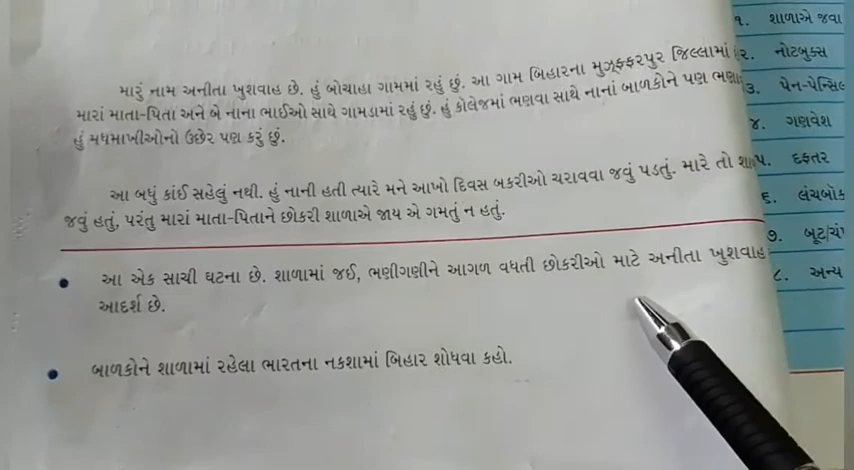 મારું નામ અનીતા ખુશવાહ છે. હું બોચાહા ગામમાં રહું છું. આ ગામ બિહારના મુઝફ્ફરપુર જિલ્લામાં
મારાં માતા-પિતા અને બે નાના ભાઈઓ સાથે ગામડામાં રહું છું. હું કૉલેજમાં ભણવા સાથે નાનાં બાળકોને પણ
હું મધમાખીઓનો ઉછેર પણ કરું છું.
આ બધું કાંઈ સહેલું નથી. હું નાની હતી ત્યારે મને આખો દિવસ બકરીઓ ચરાવવા જવું પડતું. મારે તો
જવું હતું, પરંતુ મારાં માતા-પિતાને છોકરી શાળાએ જાય એ ગમતું ન હતું.
• આ એક સાચી ઘટના છે. શાળામાં જઈ, ભણીગણીને આગળ વધતી છોકરીઓ માટે અનીતા ખુશવાહ
આદર્શ છે.
• બાળકોને શાળામાં રહેલા ભારતના નકશામાં બિહાર શોધવા કહો.
૧. શાળાએ જવા
૨. નોટબુક્સ
૩. પેન-પેન્સિલ
૪. ગણવેશ
૫. દફતર
૬. લંચબૉક
૭. બૂટ/ચં
૮. અન્ય